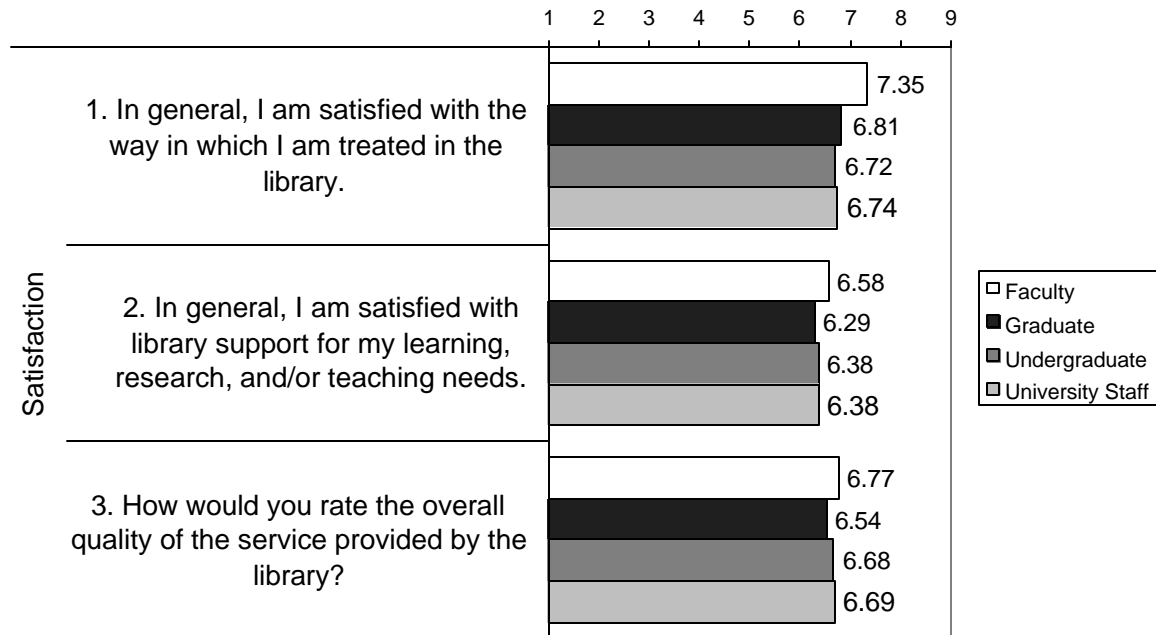 1 2 3 4 5 6 7 8 9
Satisfaction
1. In general, I am satisfied with the
way in which I am treated in the
library.
7.35
6.81
6.72
6.74
2. In general, I am satisfied with
library support for my learning,
research, and/or teaching needs.
6.58
6.29
6.38
6.38
3. How would you rate the overall
quality of the service provided by the
library?
6.77
6.54
6.68
6.69
Faculty
Graduate
Undergraduate
University Staff